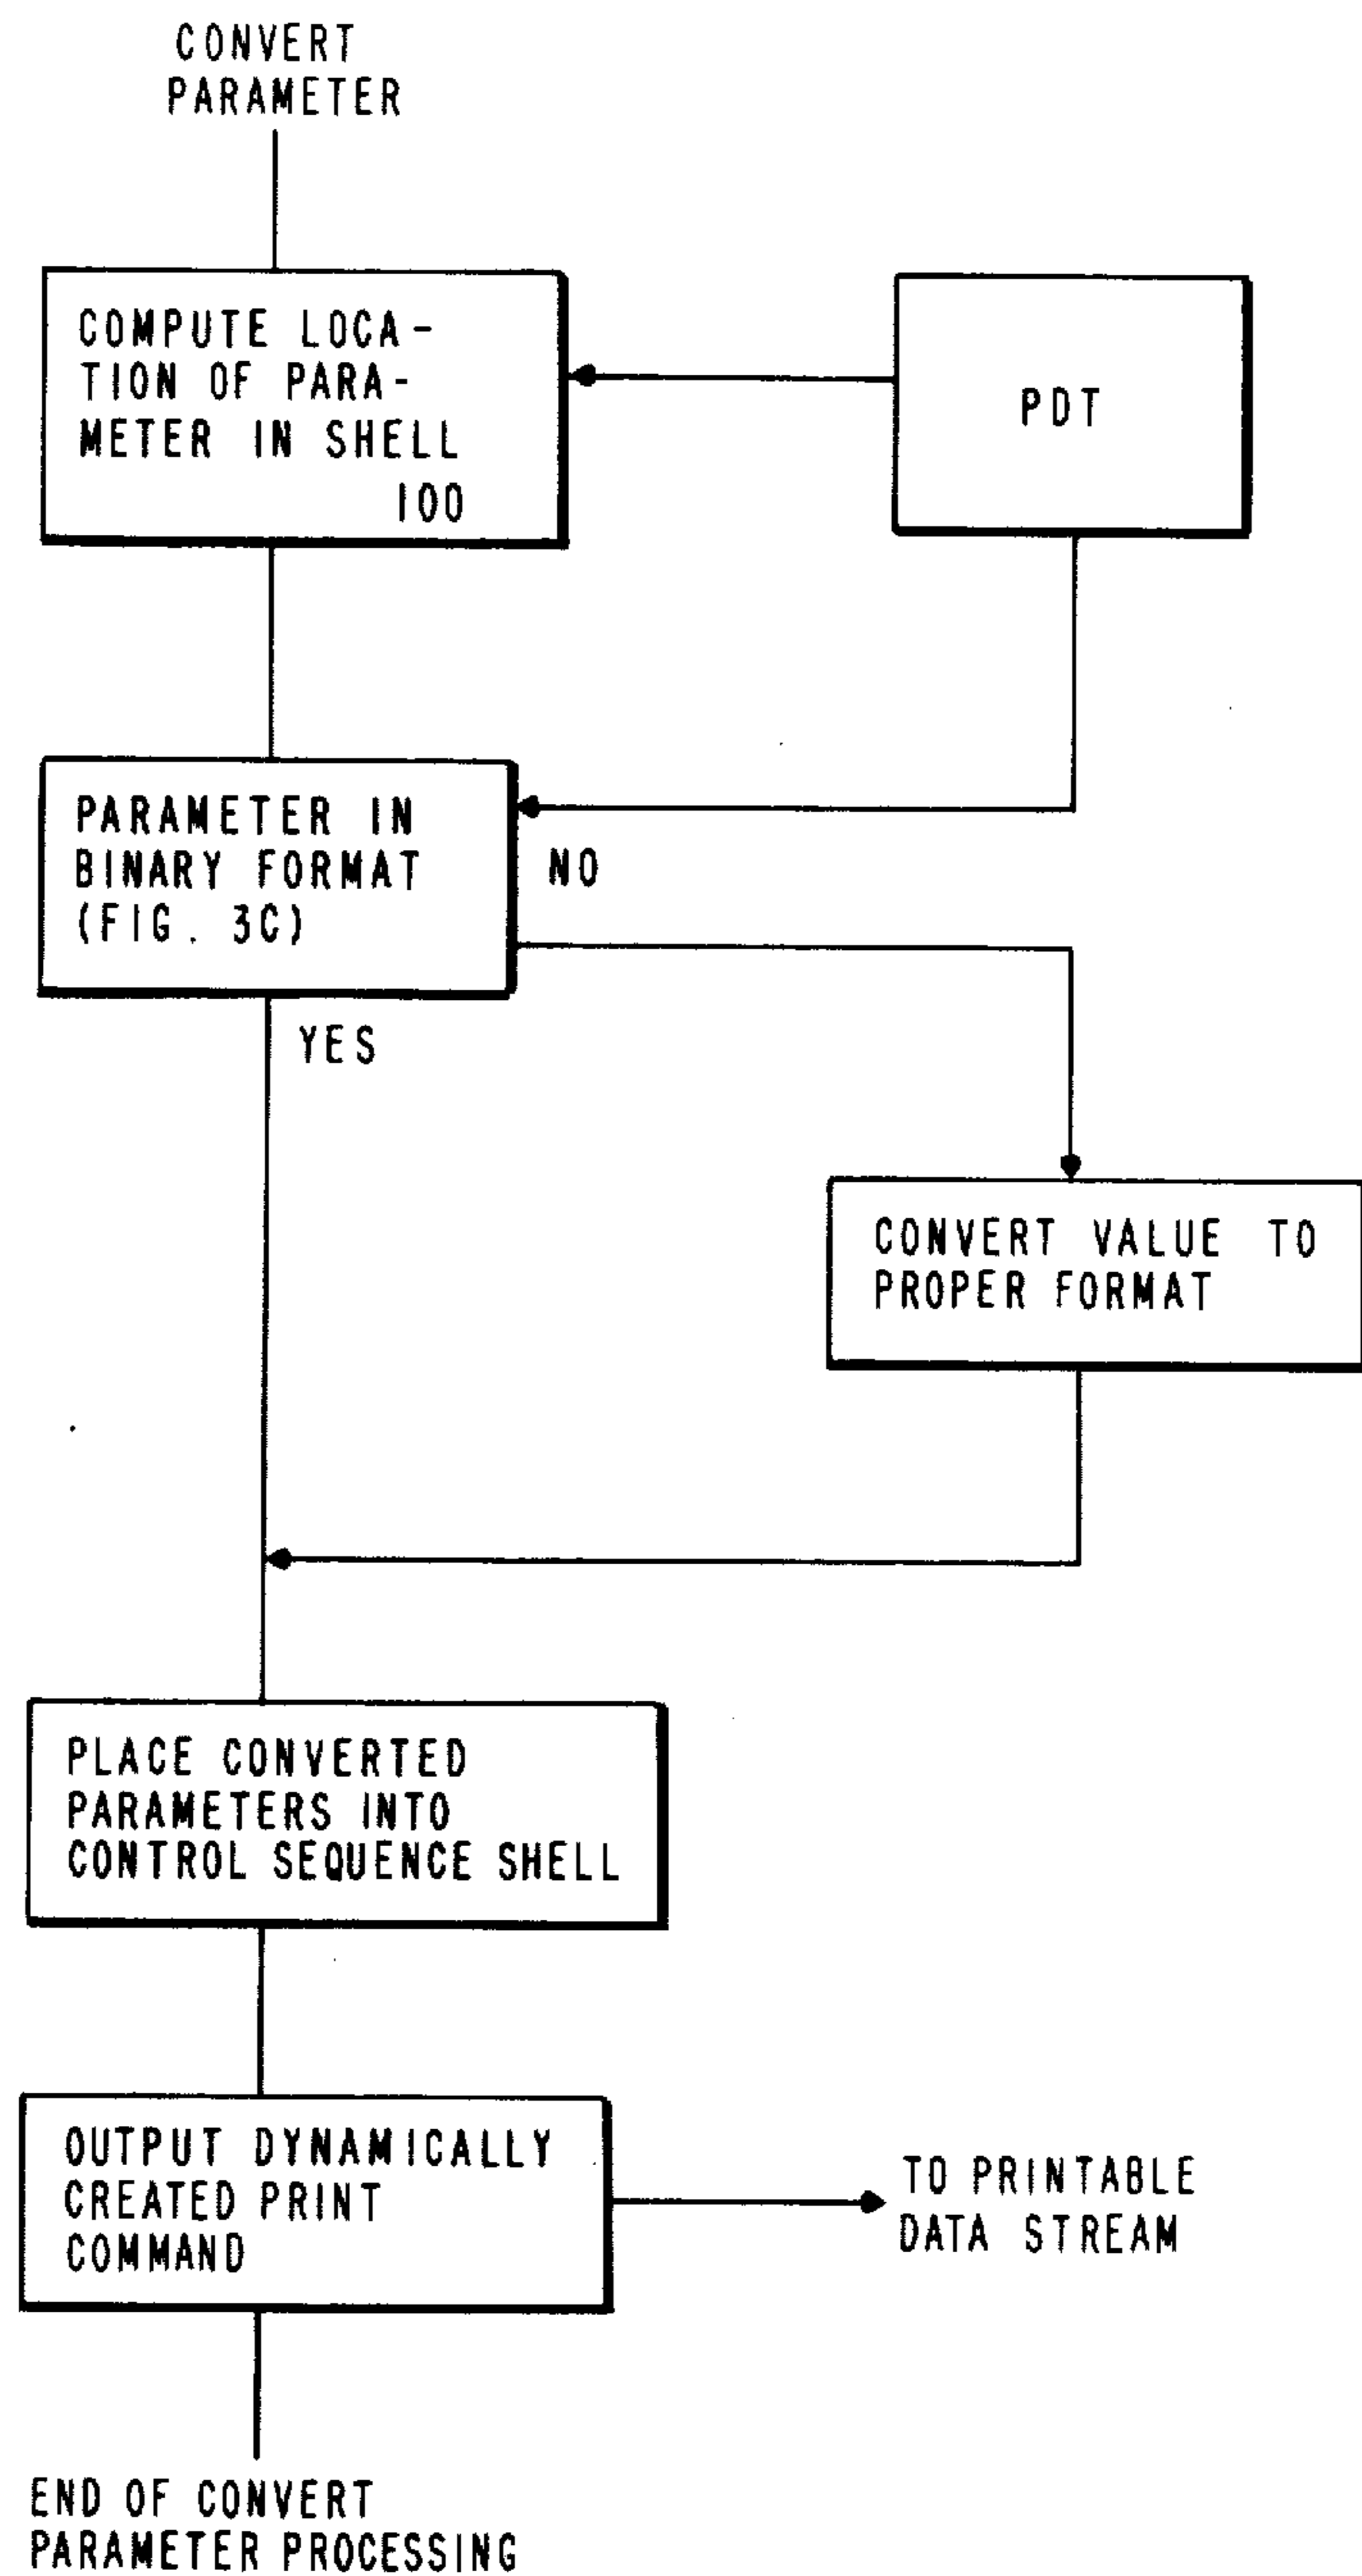 CONVERT
PARAMETER
COMPUTE LOCA-
TION OF PARA-
METER IN SHELL
100
PDT
PARAMETER IN
BINARY FORMAT
(FIG. 3C)
NO
YES
CONVERT VALUE TO
PROPER FORMAT
PLACE CONVERTED
PARAMETERS INTO
CONTROL SEQUENCE SHELL
OUTPUT DYNAMICALLY
CREATED PRINT
COMMAND
TO PRINTABLE
DATA STREAM
END OF CONVERT
PARAMETER PROCESSING